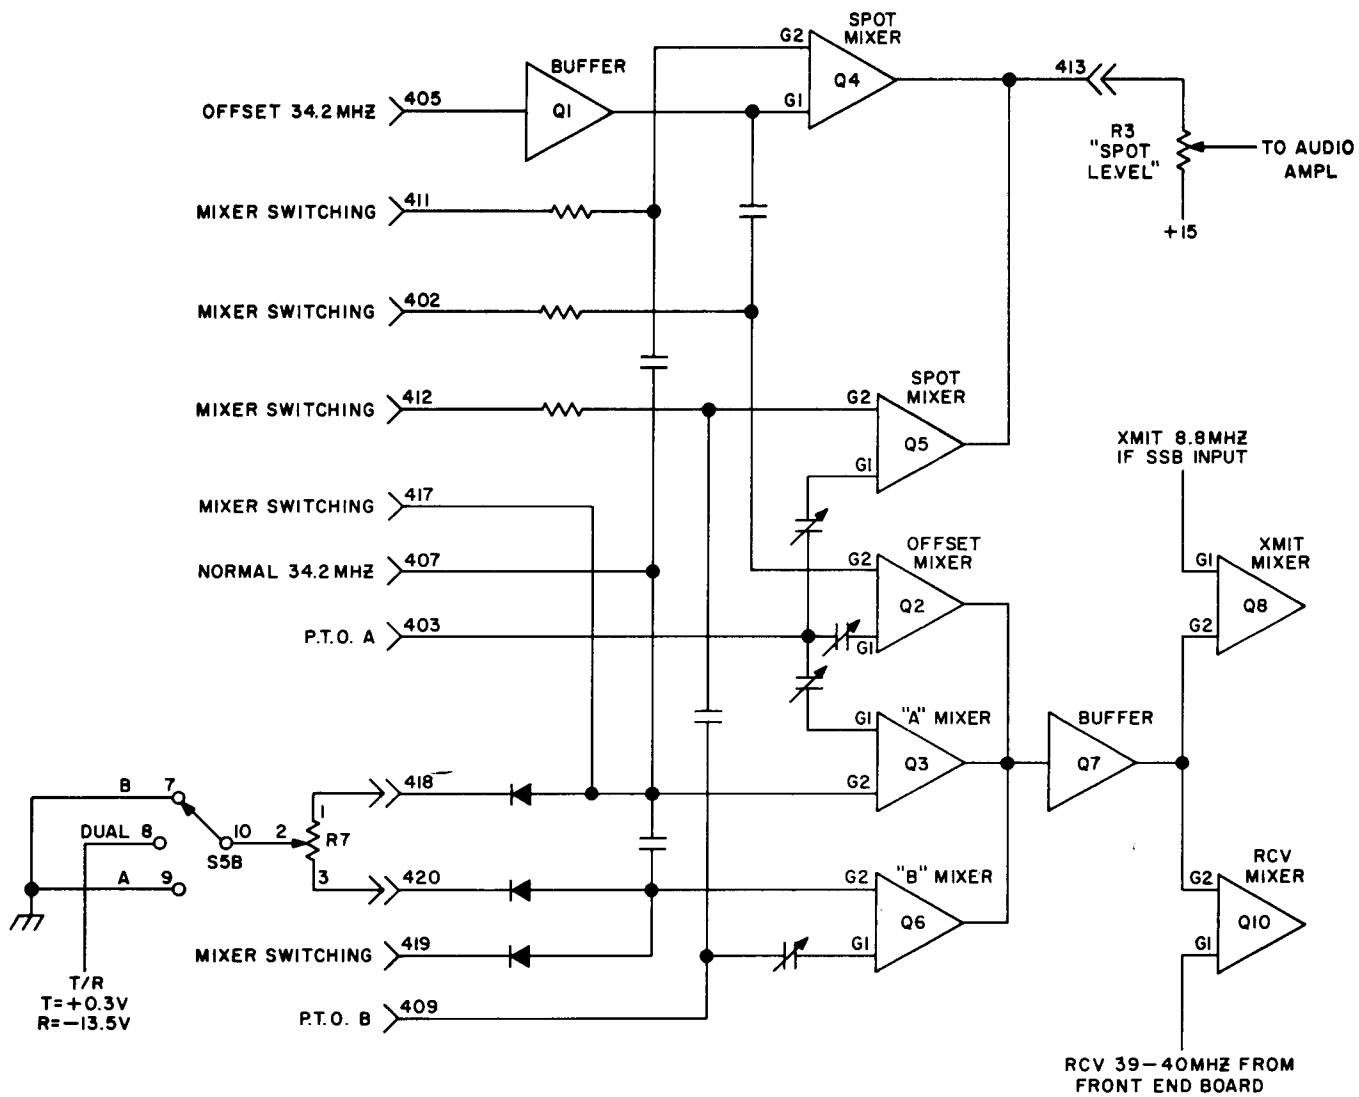 SPOT
MIXER
G2
Q4
G1
BUFFER
Q1
OFFSET 34.2MHZ
405
413
R3
"SPOT
LEVEL"
TO AUDIO
AMPL
+15
MIXER SWITCHING
411
MIXER SWITCHING
402
MIXER SWITCHING
412
SPOT
MIXER
G2
Q5
G1
MIXER SWITCHING
417
NORMAL 34.2MHZ
407
P.T.O. A
403
OFFSET
MIXER
G2
Q2
G1
XMIT 8.8MHZ
IF SSB INPUT
XMIT
MIXER
G1
Q8
G2
"A" MIXER
G1
Q3
G2
BUFFER
Q7
B 7
DUAL 8
10
S5B
A 9
2
1
R7
3
418
420
MIXER SWITCHING
419
P.T.O. B
409
"B" MIXER
G2
Q6
G1
RCV
MIXER
G2
Q10
G1
T/R
T=+0.3V
R=-13.5V
RCV 39-40MHZ FROM
FRONT END BOARD